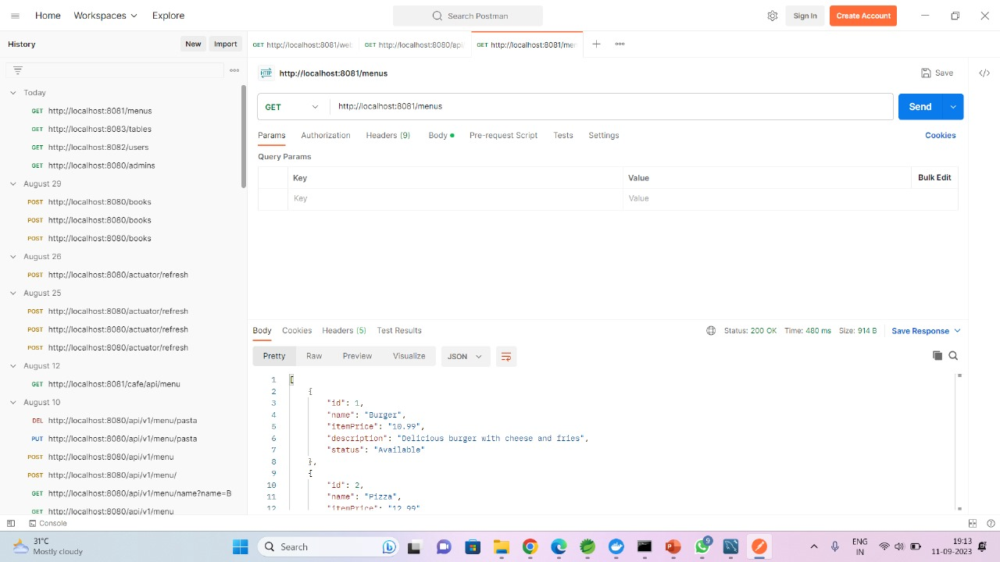 Home Workspaces Explore Search Postman Sign In Create Account
History New Import GET http://localhost:8081/we GET http://localhost:8080/api/ GET http://localhost:8081/men
HTTP http://localhost:8081/menus Save
Today
GET http://localhost:8081/menus GET http://localhost:8081/menus Send
GET http://localhost:8083/tables Params Authorization Headers (9) Body Pre-request Script Tests Settings Cookies
GET http://localhost:8082/users
Query Params
GET http://localhost:8080/admins
Key Value Bulk Edit
August 29
Key Value
POST http://localhost:8080/books
POST http://localhost:8080/books
POST http://localhost:8080/books
August 26
POST http://localhost:8080/actuator/refresh
August 25
POST http://localhost:8080/actuator/refresh
POST http://localhost:8080/actuator/refresh
POST http://localhost:8080/actuator/refresh
August 12
GET http://localhost:8081/cafe/api/menu
August 10
DEL http://localhost:8080/api/v1/menu/pasta
PUT http://localhost:8080/api/v1/menu/pasta
POST http://localhost:8080/api/v1/menu
POST http://localhost:8080/api/v1/menu/
GET http://localhost:8080/api/v1/menu/name?name=B
GET http://localhost:8080/api/v1/menu
Body Cookies Headers (5) Test Results Status: 200 OK Time: 480 ms Size: 914 B Save Response
Pretty Raw Preview Visualize JSON
1 [
2 {
3 "id": 1,
4 "name": "Burger",
5 "itemPrice": "10.99",
6 "description": "Delicious burger with cheese and fries",
7 "status": "Available"
8 },
9 {
10 "id": 2,
11 "name": "Pizza",
12 "itemPrice": "12.99"
Console
31°C
Mostly cloudy
Search
9
ENG
IN
19:13
11-09-2023